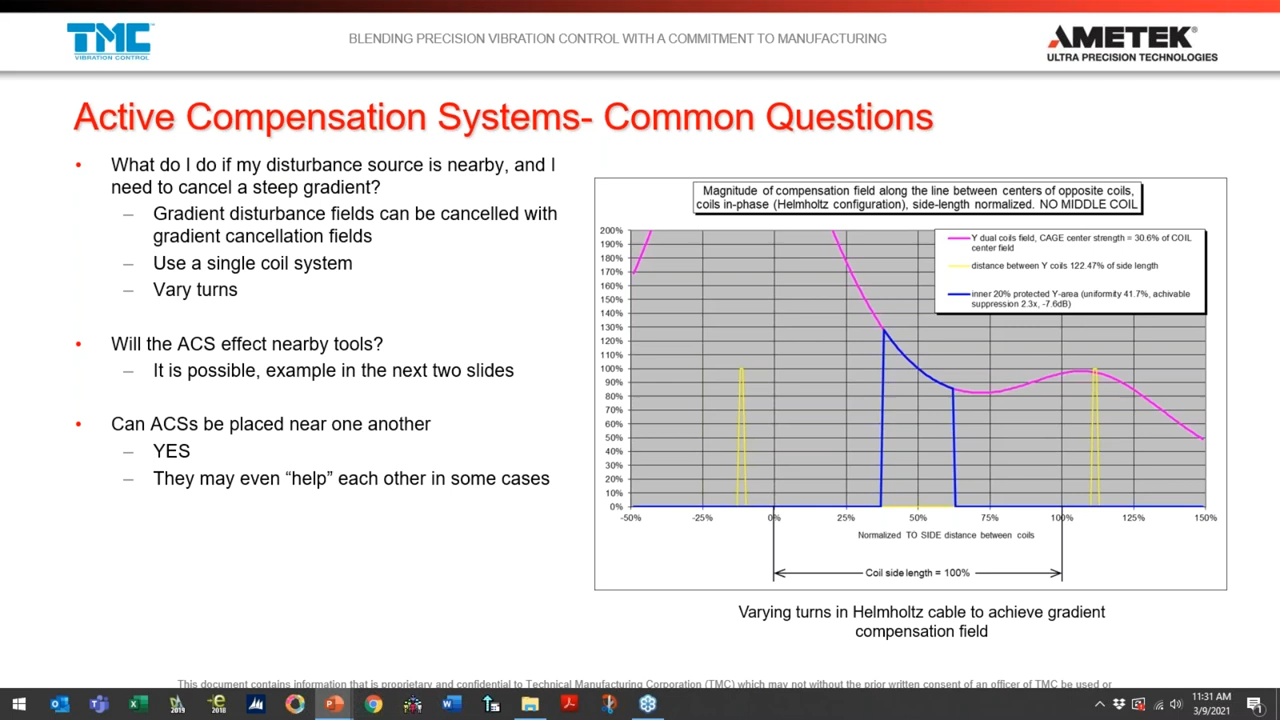 TMC
VIBRATION CONTROL
BLENDING PRECISION VIBRATION CONTROL WITH A COMMITMENT TO MANUFACTURING
AMETEK®
ULTRA PRECISION TECHNOLOGIES
Active Compensation Systems- Common Questions
• What do I do if my disturbance source is nearby, and I
need to cancel a steep gradient?
– Gradient disturbance fields can be cancelled with
gradient cancellation fields
– Use a single coil system
– Vary turns
• Will the ACS effect nearby tools?
– It is possible, example in the next two slides
• Can ACSs be placed near one another
– YES
– They may even “help” each other in some cases
Magnitude of compensation field along the line between centers of opposite coils,
coils in-phase (Helmholtz configuration), side-length normalized. NO MIDDLE COIL
Y dual coils field, CAGE center strength = 30.6% of COIL
center field
distance between Y coils 122.47% of side length
inner 20% protected Y-area (uniformity 41.7%, achivable
suppression 2.3x, -7.6dB)
200%
190%
180%
170%
160%
150%
140%
130%
120%
110%
100%
90%
80%
70%
60%
50%
40%
30%
20%
10%
0%
-50% -25% 0% 25% 50% 75% 100% 125% 150%
Normalized TO SIDE distance between coils
Coil side length = 100%
Varying turns in Helmholtz cable to achieve gradient
compensation field
This document contains information that is proprietary and confidential to Technical Manufacturing Corporation (TMC) which may not without the prior written consent of an officer of TMC be used or
2019
2018
11:31 AM
3/9/2021
1